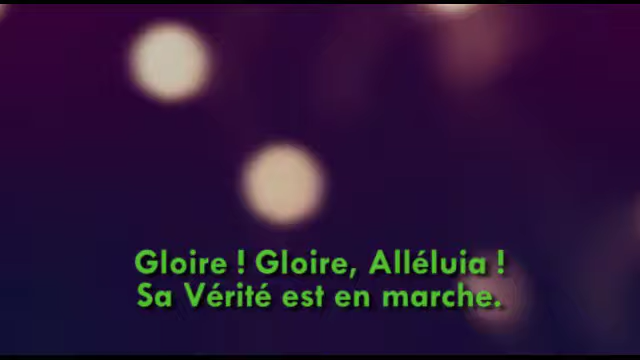 Gloire ! Gloire, Alléluia !
Sa Vérité est en marche.